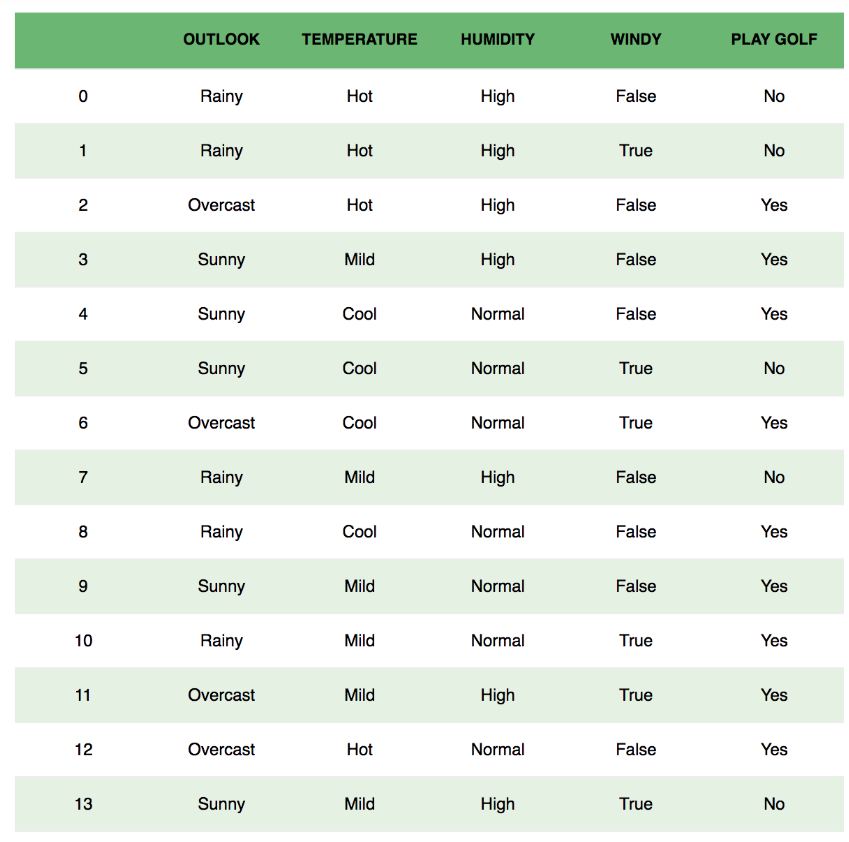 OUTLOOK TEMPERATURE HUMIDITY WINDY PLAY GOLF
0 Rainy Hot High False No
1 Rainy Hot High True No
2 Overcast Hot High False Yes
3 Sunny Mild High False Yes
4 Sunny Cool Normal False Yes
5 Sunny Cool Normal True No
6 Overcast Cool Normal True Yes
7 Rainy Mild High False No
8 Rainy Cool Normal False Yes
9 Sunny Mild Normal False Yes
10 Rainy Mild Normal True Yes
11 Overcast Mild High True Yes
12 Overcast Hot Normal False Yes
13 Sunny Mild High True No